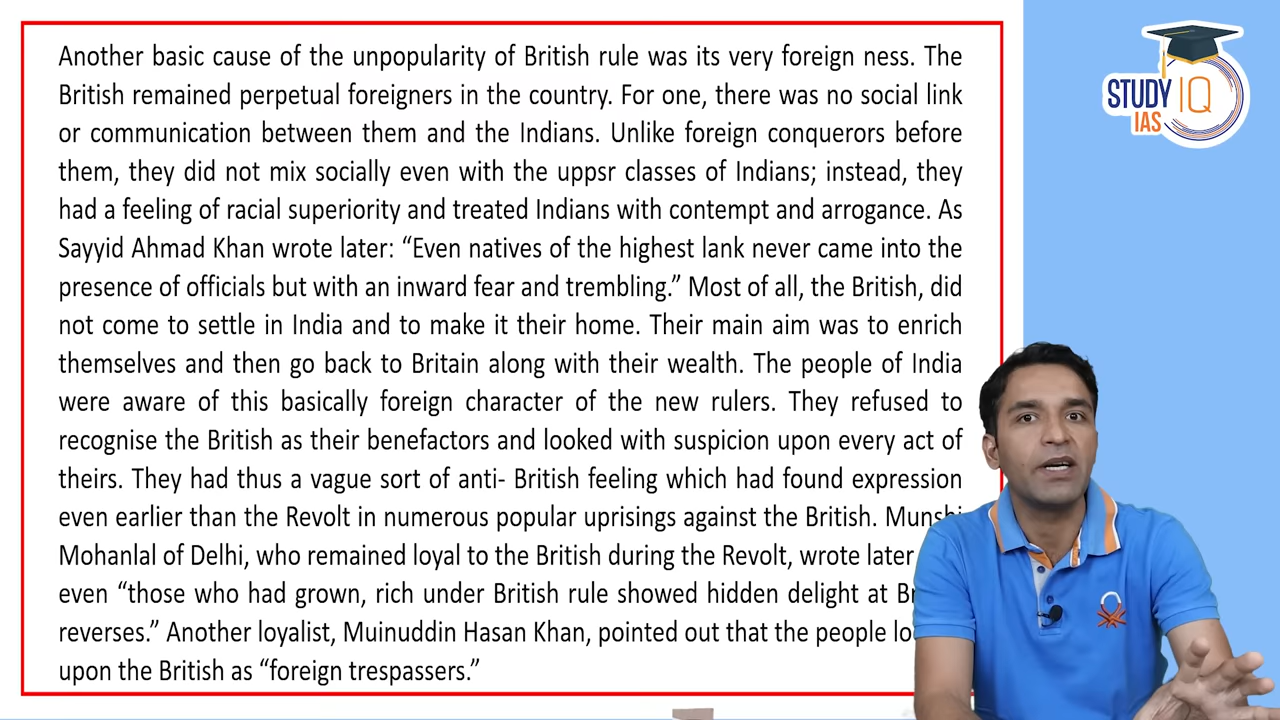 Another basic cause of the unpopularity of British rule was its very foreign ness. The
British remained perpetual foreigners in the country. For one, there was no social link
or communication between them and the Indians. Unlike foreign conquerors before
them, they did not mix socially even with the uppsr classes of Indians; instead, they
had a feeling of racial superiority and treated Indians with contempt and arrogance. As
Sayyid Ahmad Khan wrote later: “Even natives of the highest lank never came into the
presence of officials but with an inward fear and trembling.” Most of all, the British, did
not come to settle in India and to make it their home. Their main aim was to enrich
themselves and then go back to Britain along with their wealth. The people of India
were aware of this basically foreign character of the new rulers. They refused to
recognise the British as their benefactors and looked with suspicion upon every act of
theirs. They had thus a vague sort of anti- British feeling which had found expression
even earlier than the Revolt in numerous popular uprisings against the British. Munshi
Mohanlal of Delhi, who remained loyal to the British during the Revolt, wrote later
even “those who had grown, rich under British rule showed hidden delight at
reverses.” Another loyalist, Muinuddin Hasan Khan, pointed out that the people
upon the British as “foreign trespassers.”
STUDY IQ
IAS